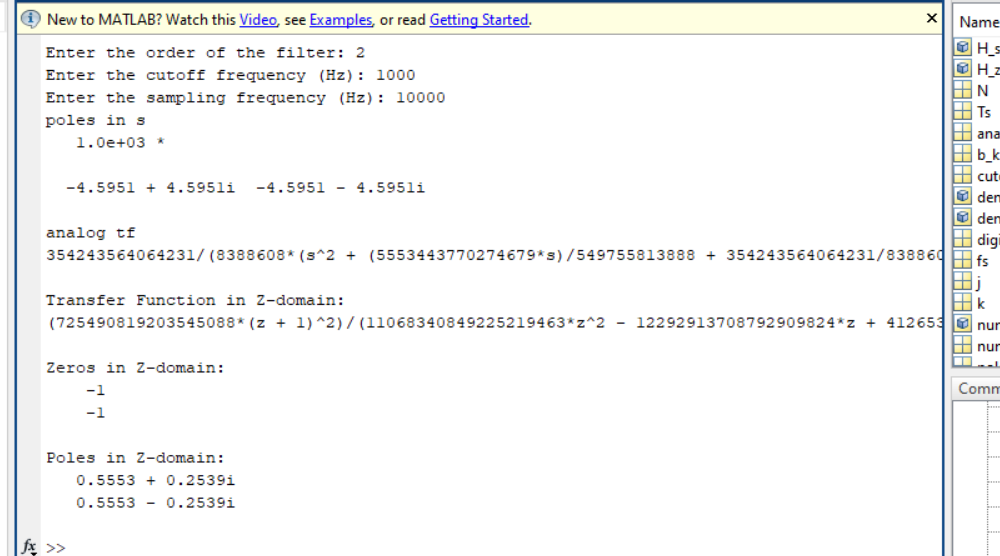 New to MATLAB? Watch this Video, see Examples, or read Getting Started.
Enter the order of the filter: 2
Enter the cutoff frequency (Hz): 1000
Enter the sampling frequency (Hz): 10000
poles in s
1.0e+03 *
-4.5951 + 4.5951i -4.5951 - 4.5951i
analog tf
354243564064231/(8388608*(s^2 + (5553443770274679*s)/549755813888 + 354243564064231/838860
Transfer Function in Z-domain:
(725490819203545088*(z + 1)^2)/(11068340849225219463*z^2 - 12292913708792909824*z + 412653
Zeros in Z-domain:
-1
-1
Poles in Z-domain:
0.5553 + 0.2539i
0.5553 - 0.2539i
fx >>
Name
H_s
H_z
N
Ts
ana
b_k
cut
den
den
digi
fs
j
k
nur
nur
Comm